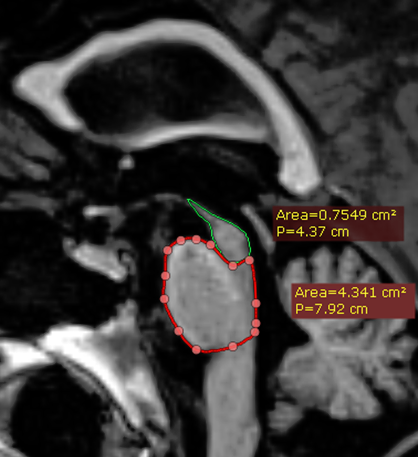 Area=0.7549 cm²
P=4.37 cm
Area=4.341 cm²
P=7.92 cm